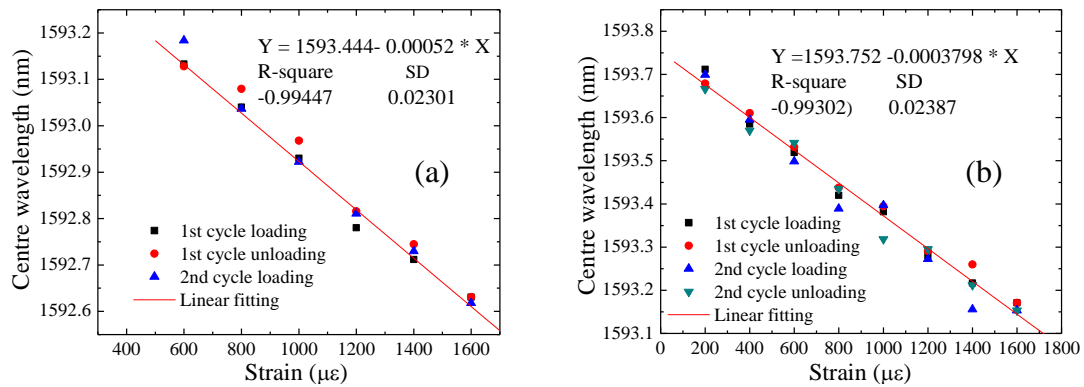 Y = 1593.444- 0.00052 * X
R-square SD
-0.99447 0.02301
(a)
1st cycle loading
1st cycle unloading
2nd cycle loading
Linear fitting
1593.2
1593.1
1593.0
1592.9
1592.8
1592.7
1592.6
Centre wavelength (nm)
400 600 800 1000 1200 1400 1600
Strain (με)
Y =1593.752 -0.0003798 * X
R-square SD
-0.99302) 0.02387
(b)
1st cycle loading
1st cycle unloading
2nd cycle loading
2nd cycle unloading
Linear fitting
1593.8
1593.7
1593.6
1593.5
1593.4
1593.3
1593.2
1593.1
Centre wavelength (nm)
0 200 400 600 800 1000 1200 1400 1600 1800
Strain (με)